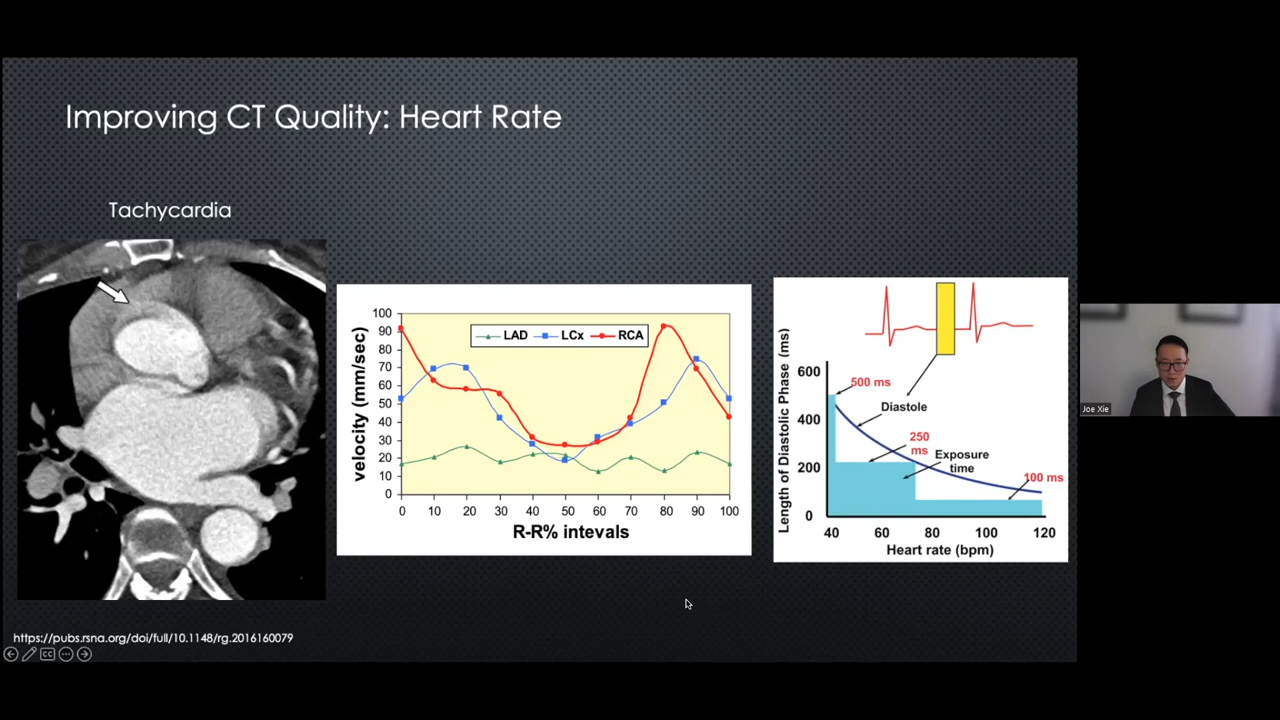 Improving CT Quality: Heart Rate
Tachycardia
velocity (mm/sec)
100
90
80
70
60
50
40
30
20
10
0
LAD
LCx
RCA
0 10 20 30 40 50 60 70 80 90 100
R-R% intevals
Length of Diastolic Phase (ms)
600
400
200
0
500 ms
Diastole
250
ms
Exposure
time
100 ms
40 60 80 100 120
Heart rate (bpm)
https://pubs.rsna.org/doi/full/10.1148/rg.2016160079
CC
Joe Xie